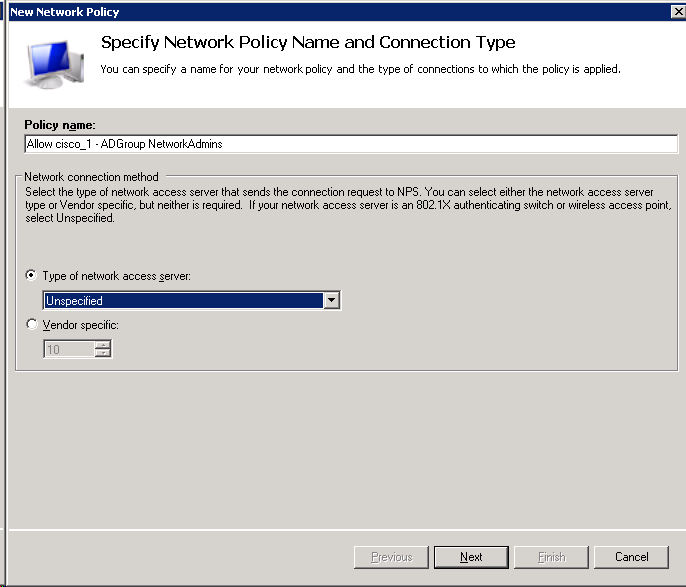 New Network Policy
Specify Network Policy Name and Connection Type
You can specify a name for your network policy and the type of connections to which the policy is applied.
Policy name:
Allow cisco_1 - ADGroup NetworkAdmins
Network connection method
Select the type of network access server that sends the connection request to NPS. You can select either the network access server
type or Vendor specific, but neither is required. If your network access server is an 802.1X authenticating switch or wireless access point,
select Unspecified.
Type of network access server:
Unspecified
Vendor specific:
10
Previous Next Finish Cancel